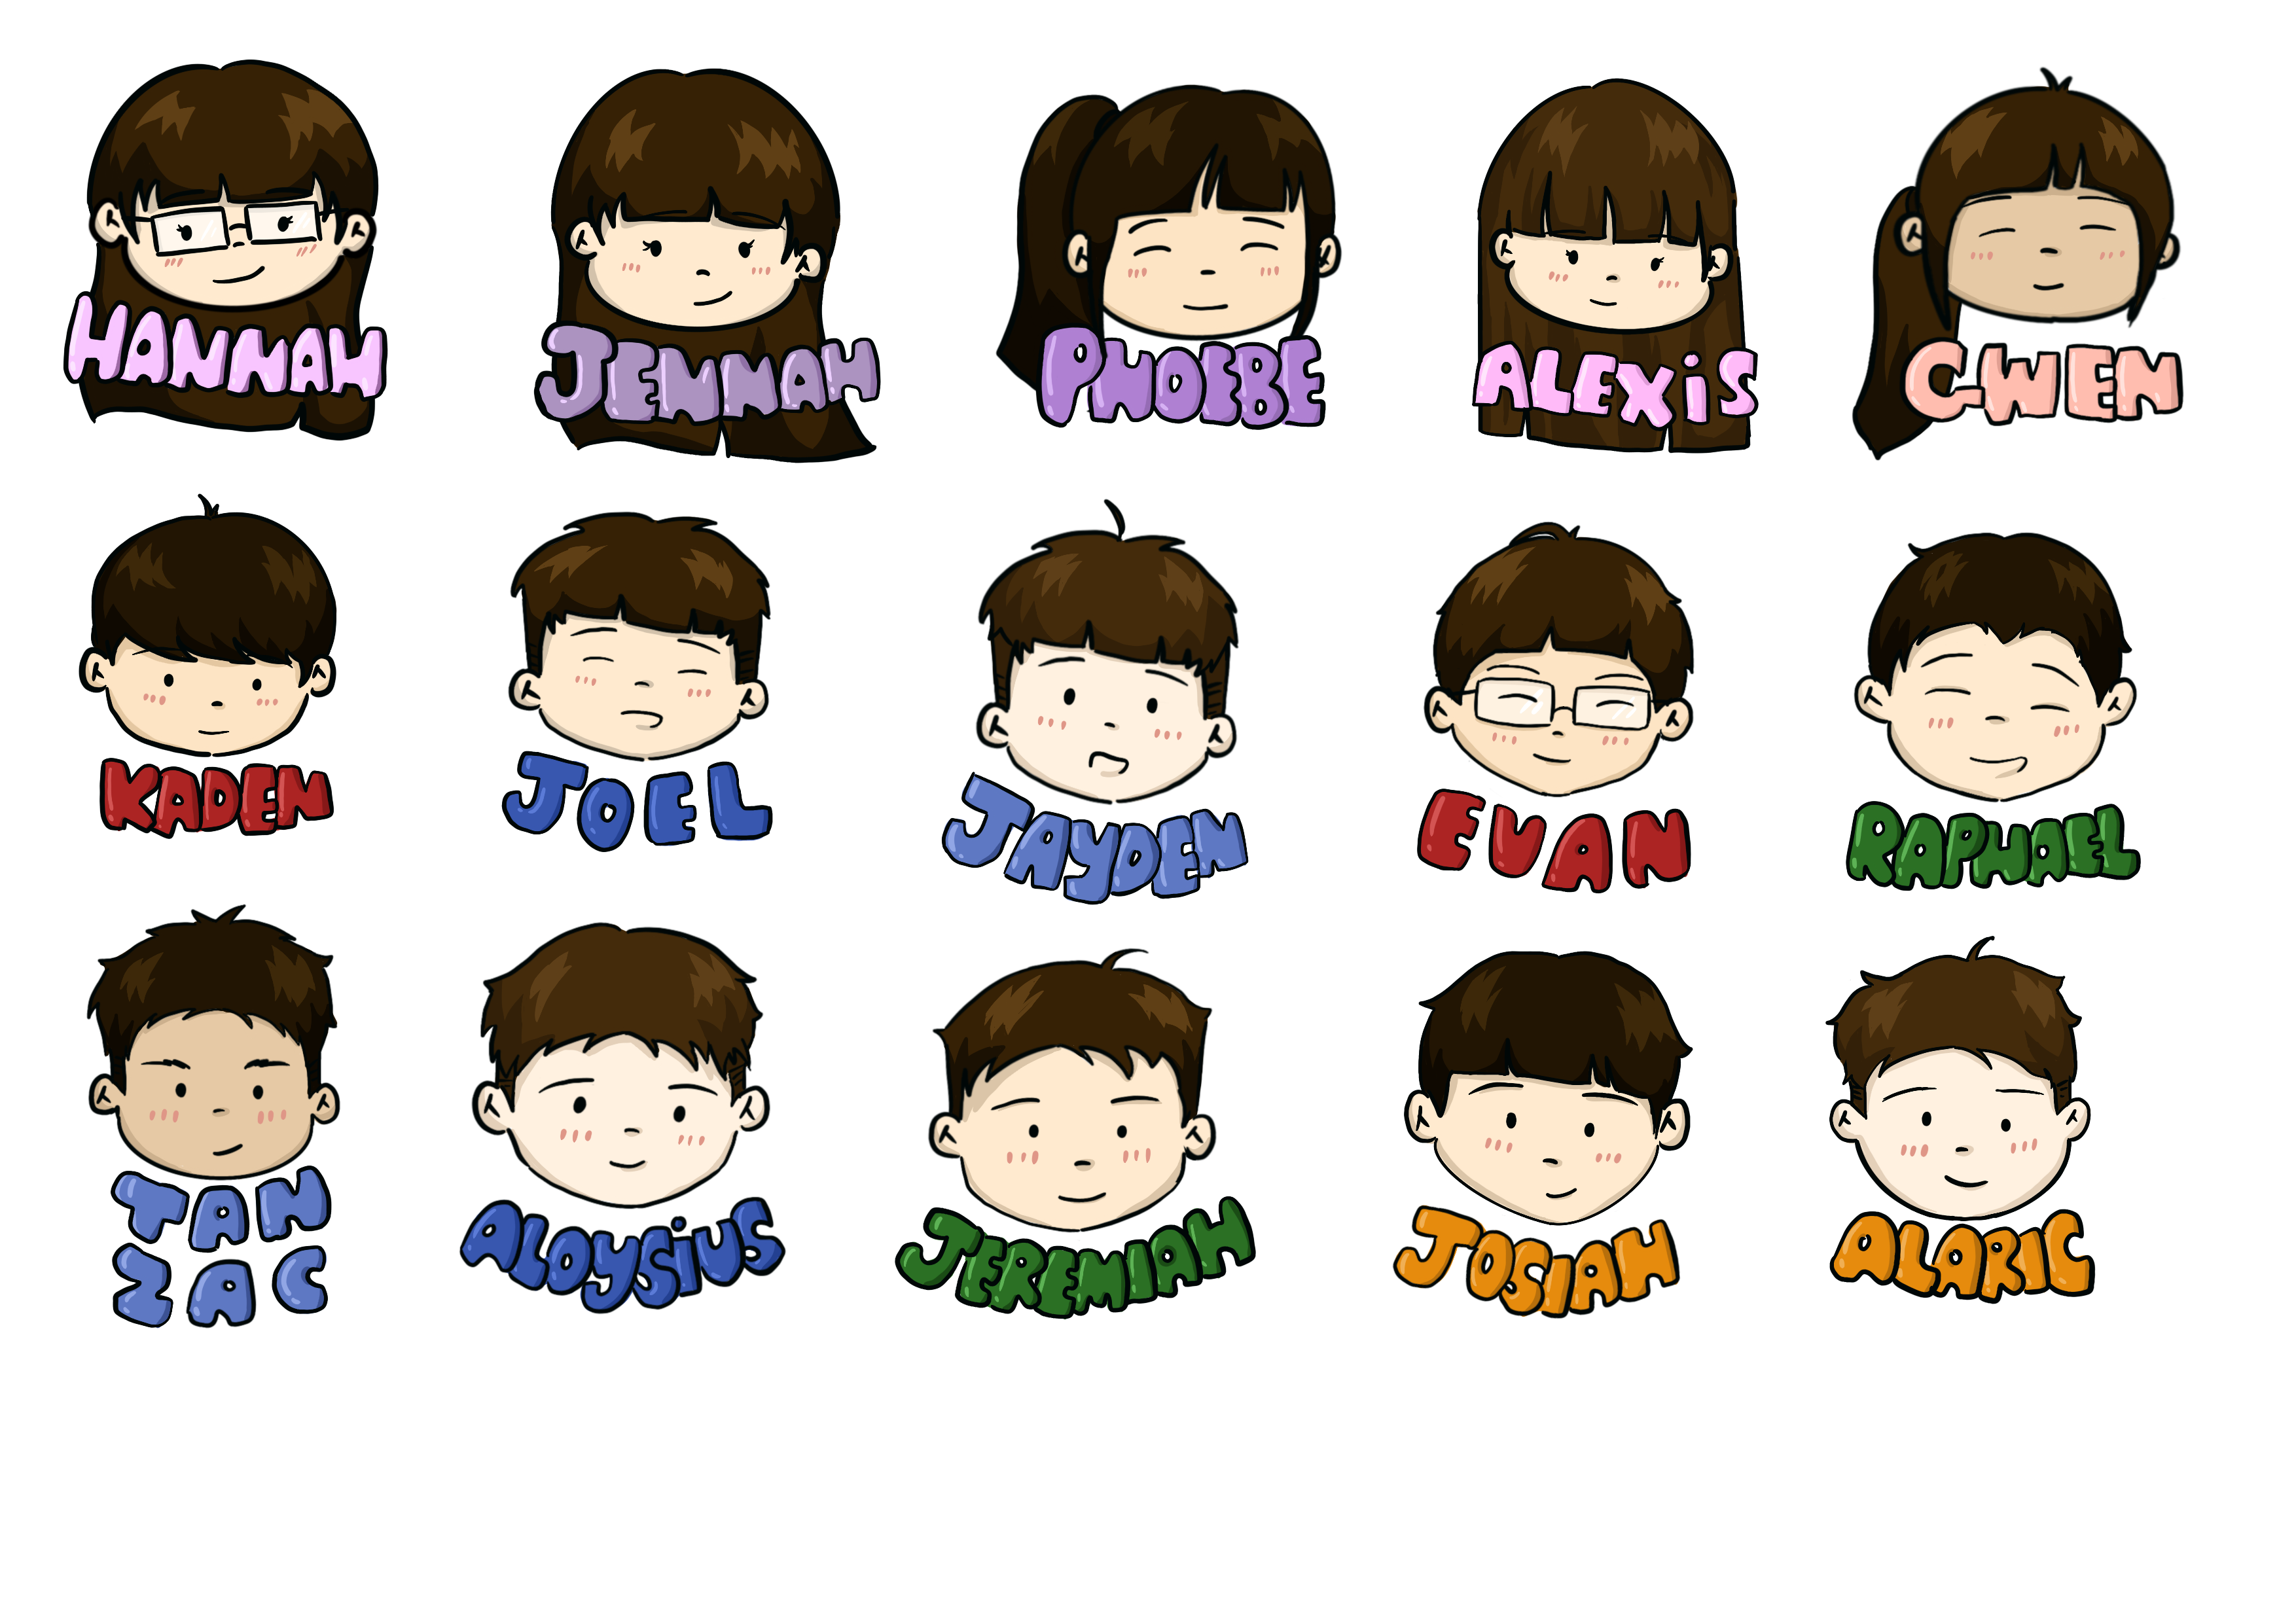 HANNAH
JENNAH
PHOEBE
ALEXiS
GWEN
KADEN
JOEL
JAYDEN
EVAN
RAPHAEL
TAN
ZAC
ALOYSiUS
JEREMIAH
JOSIAH
ALARIC